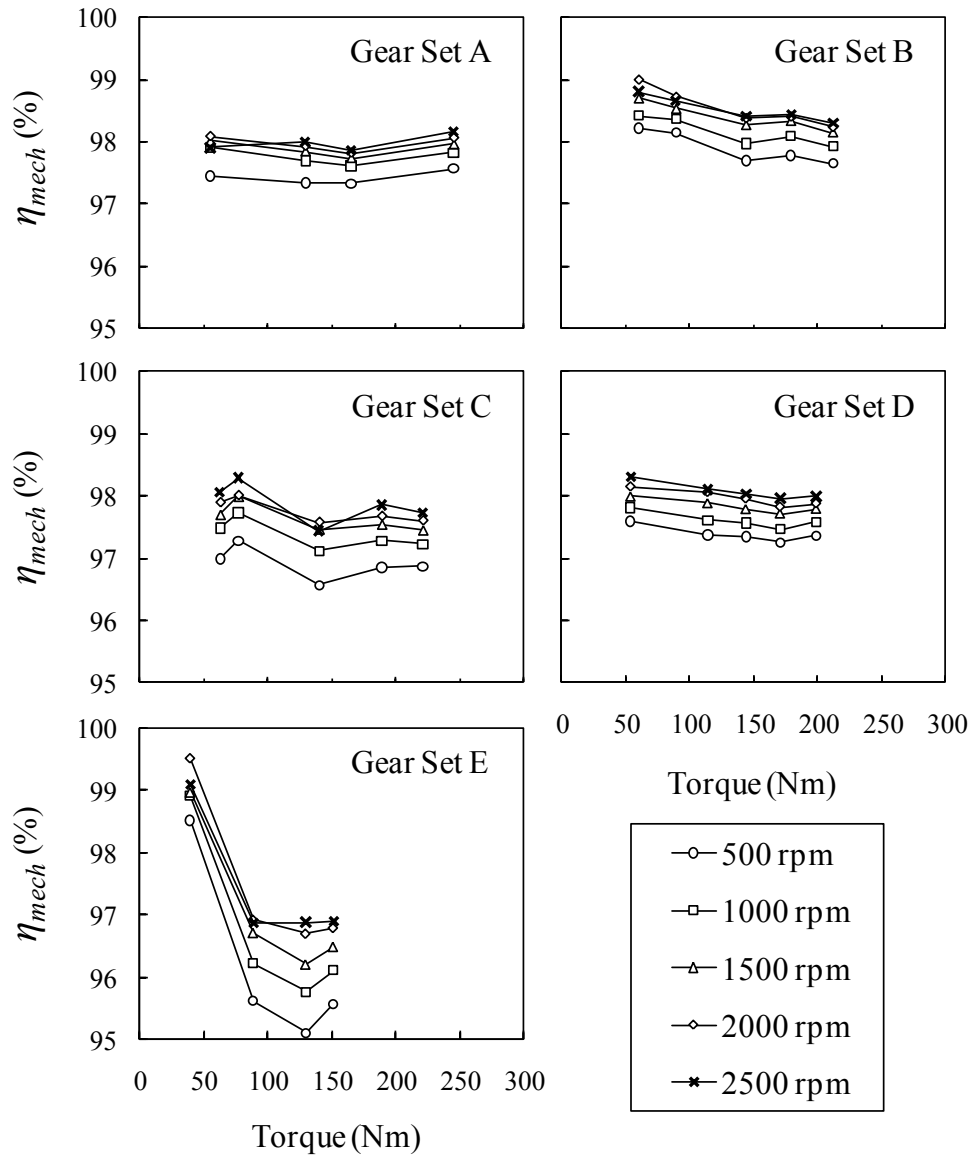 100
99
98
97
96
95
η_mech (%)
Gear Set A
Gear Set B
100
99
98
97
96
95
η_mech (%)
Gear Set C
Gear Set D
0 50 100 150 200 250 300
Torque (Nm)
100
99
98
97
96
95
η_mech (%)
Gear Set E
0 50 100 150 200 250 300
Torque (Nm)
500 rpm
1000 rpm
1500 rpm
2000 rpm
2500 rpm